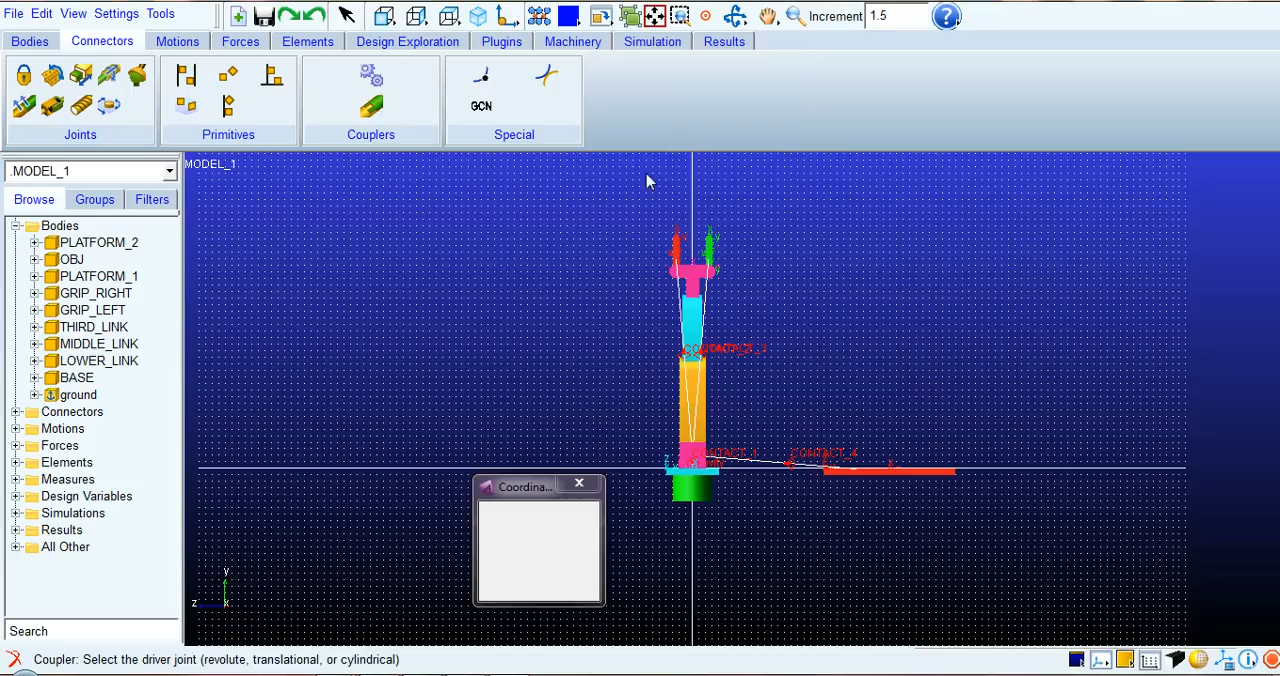 File Edit View Settings Tools
Increment 1.5
Bodies Connectors Motions Forces Elements Design Exploration Plugins Machinery Simulation Results
GCN
Joints Primitives Couplers Special
.MODEL_1
MODEL_1
Browse Groups Filters
Bodies
PLATFORM_2
OBJ
PLATFORM_1
GRIP_RIGHT
GRIP_LEFT
THIRD_LINK
MIDDLE_LINK
LOWER_LINK
BASE
ground
Connectors
Motions
Forces
Elements
Measures
Design Variables
Simulations
Results
All Other
Search
y
y
CONTACT_1
CONTACT_4
z
Coordina...
y
z
x
Coupler: Select the driver joint (revolute, translational, or cylindrical)